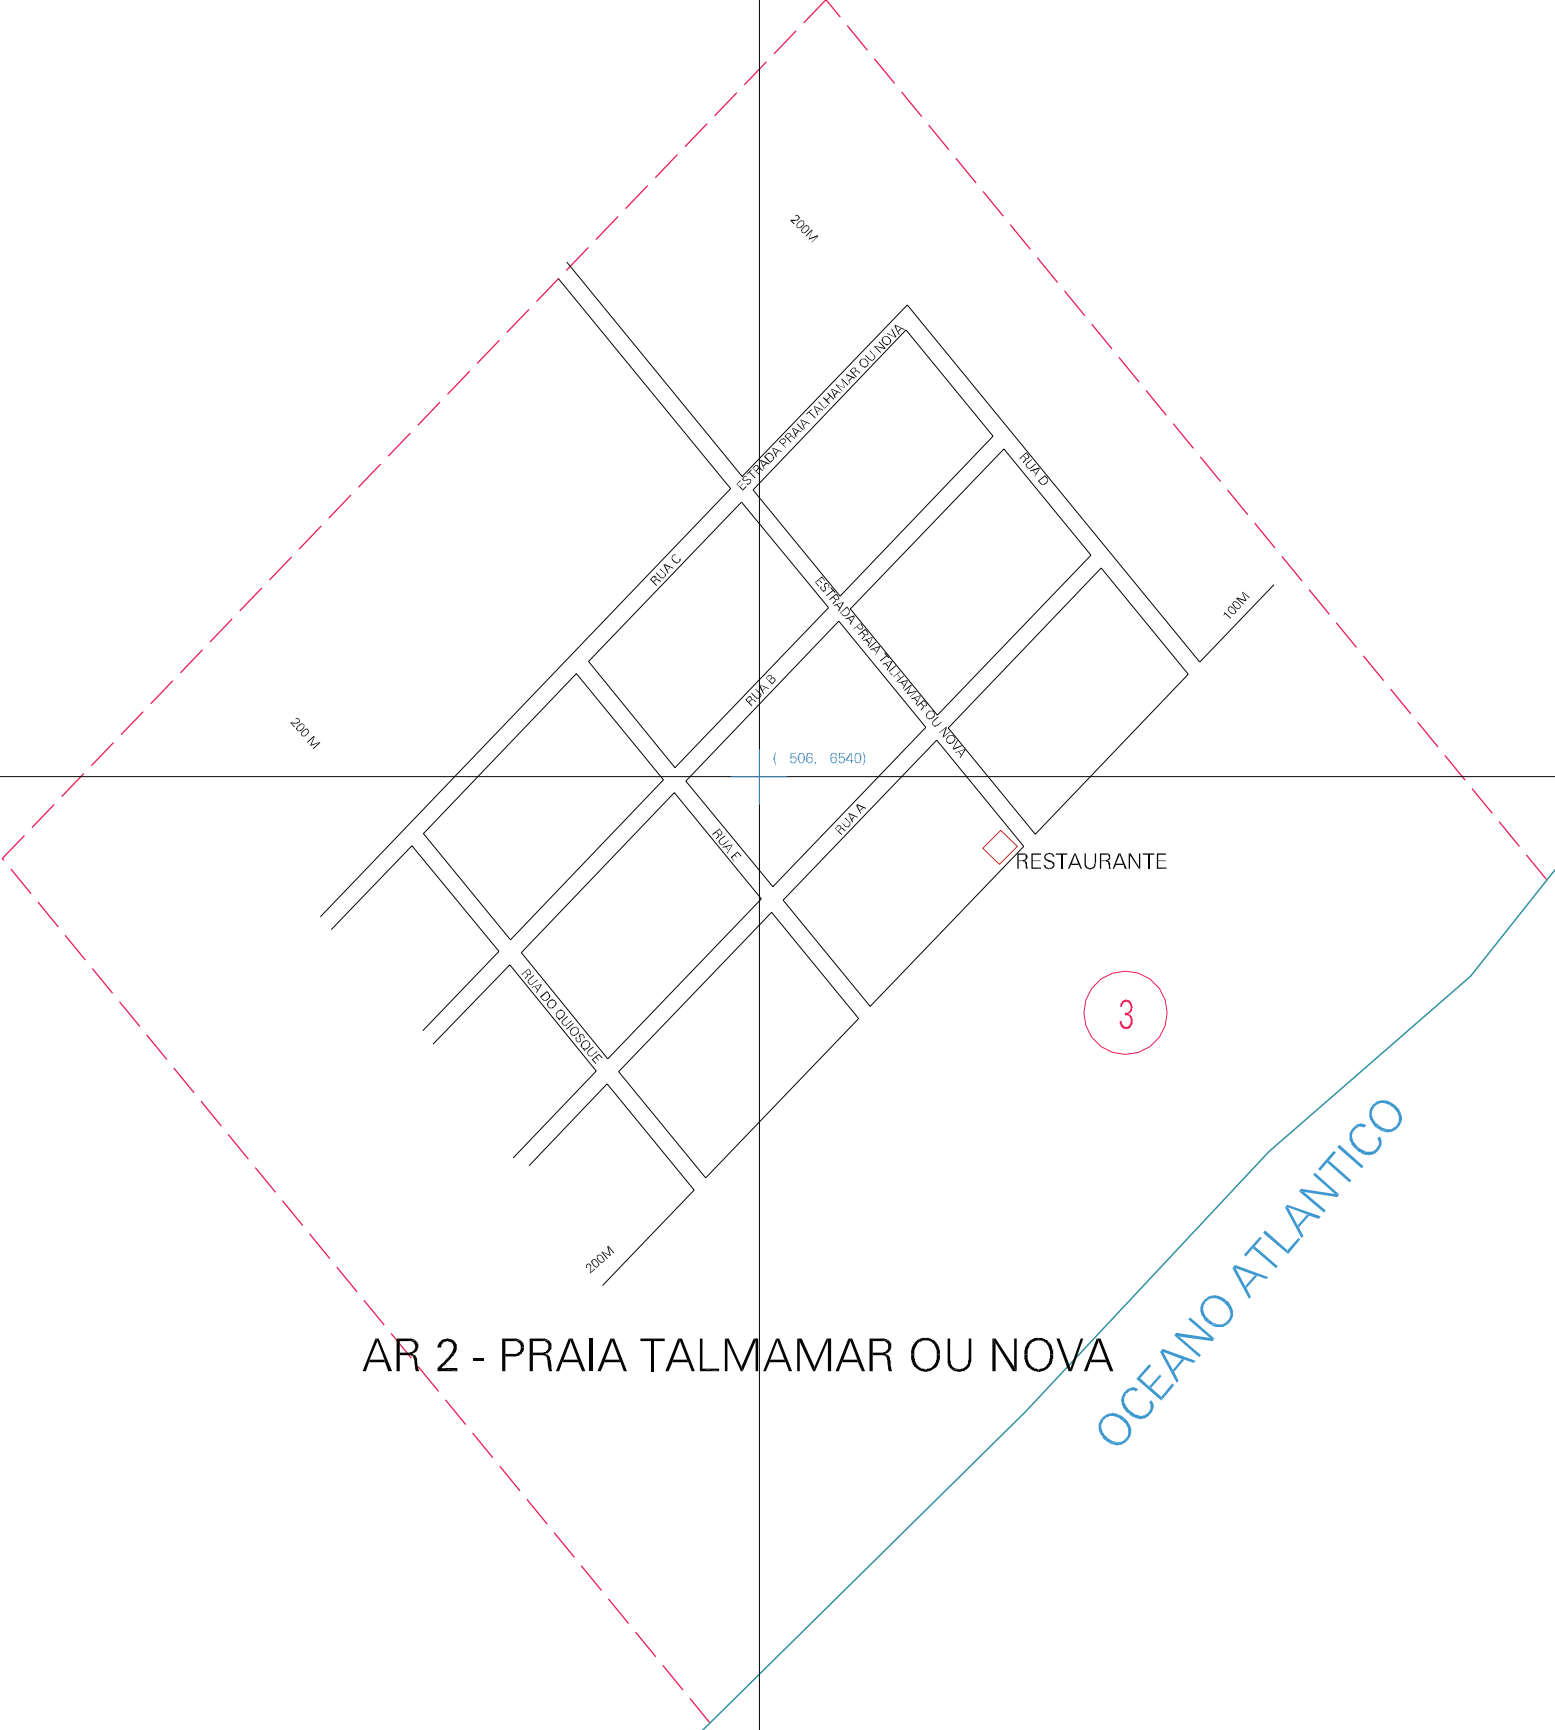 200M
ESTRADA PRAIA TALHAMAR OU NOVA
RUA D
RUA C
ESTRADA PRAIA TALHAMAR OU NOVA
100M
RUA B
200 M
( 506, 6540)
RUA A
RUA E
RESTAURANTE
RUA DO QUIOSQUE
3
200M
OCEANO ATLANTICO
AR 2 - PRAIA TALMAMAR OU NOVA